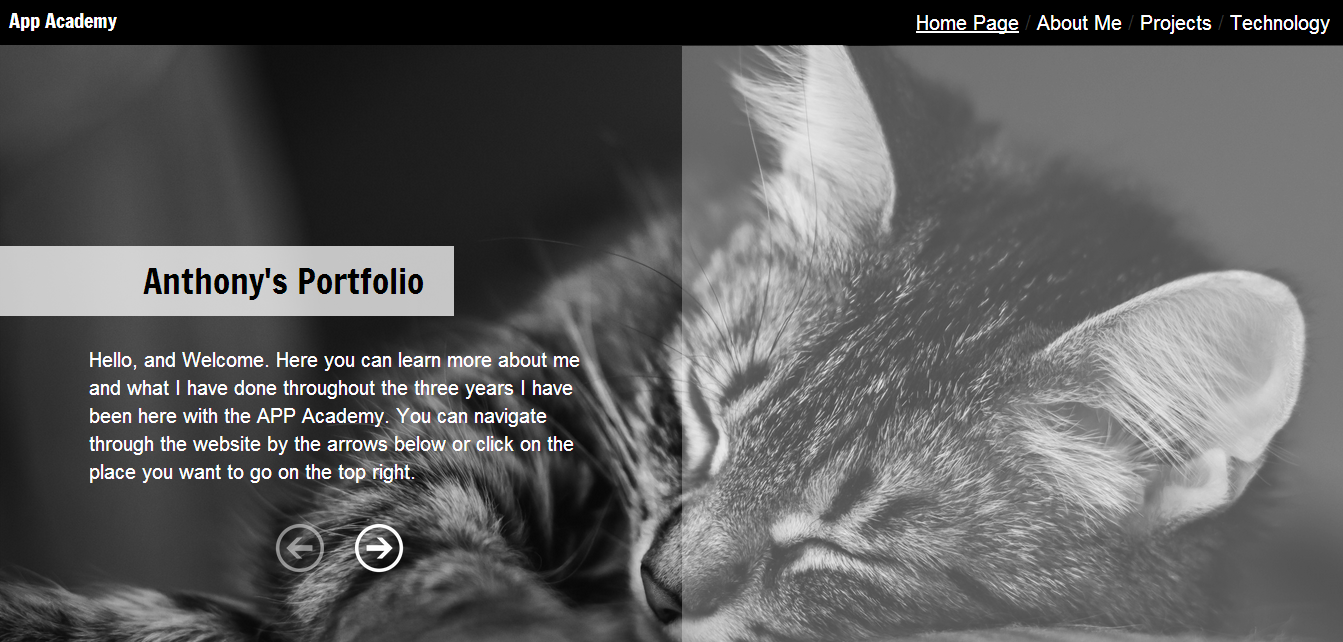 App Academy
Home Page / About Me / Projects / Technology
Anthony's Portfolio
Hello, and Welcome. Here you can learn more about me
and what I have done throughout the three years I have
been here with the APP Academy. You can navigate
through the website by the arrows below or click on the
place you want to go on the top right.